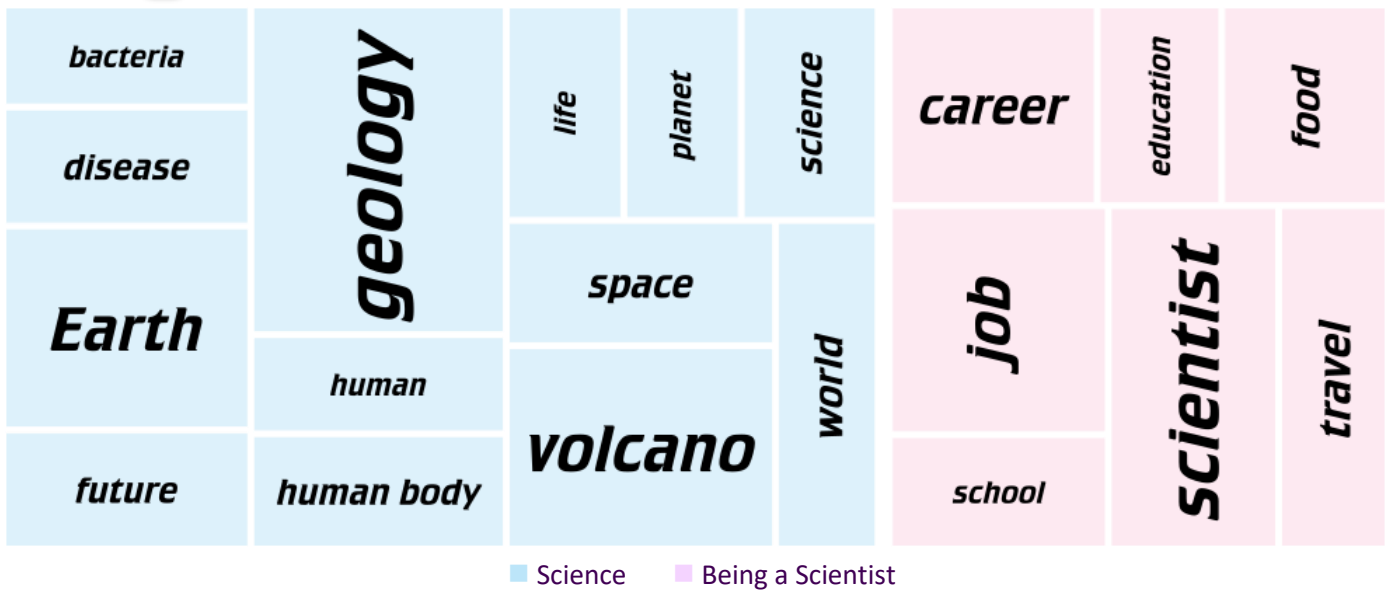 bacteria
disease
Earth
future
geology
human
human body
life
planet
science
space
volcano
world
career
education
food
job
school
scientist
travel
Science
Being a Scientist